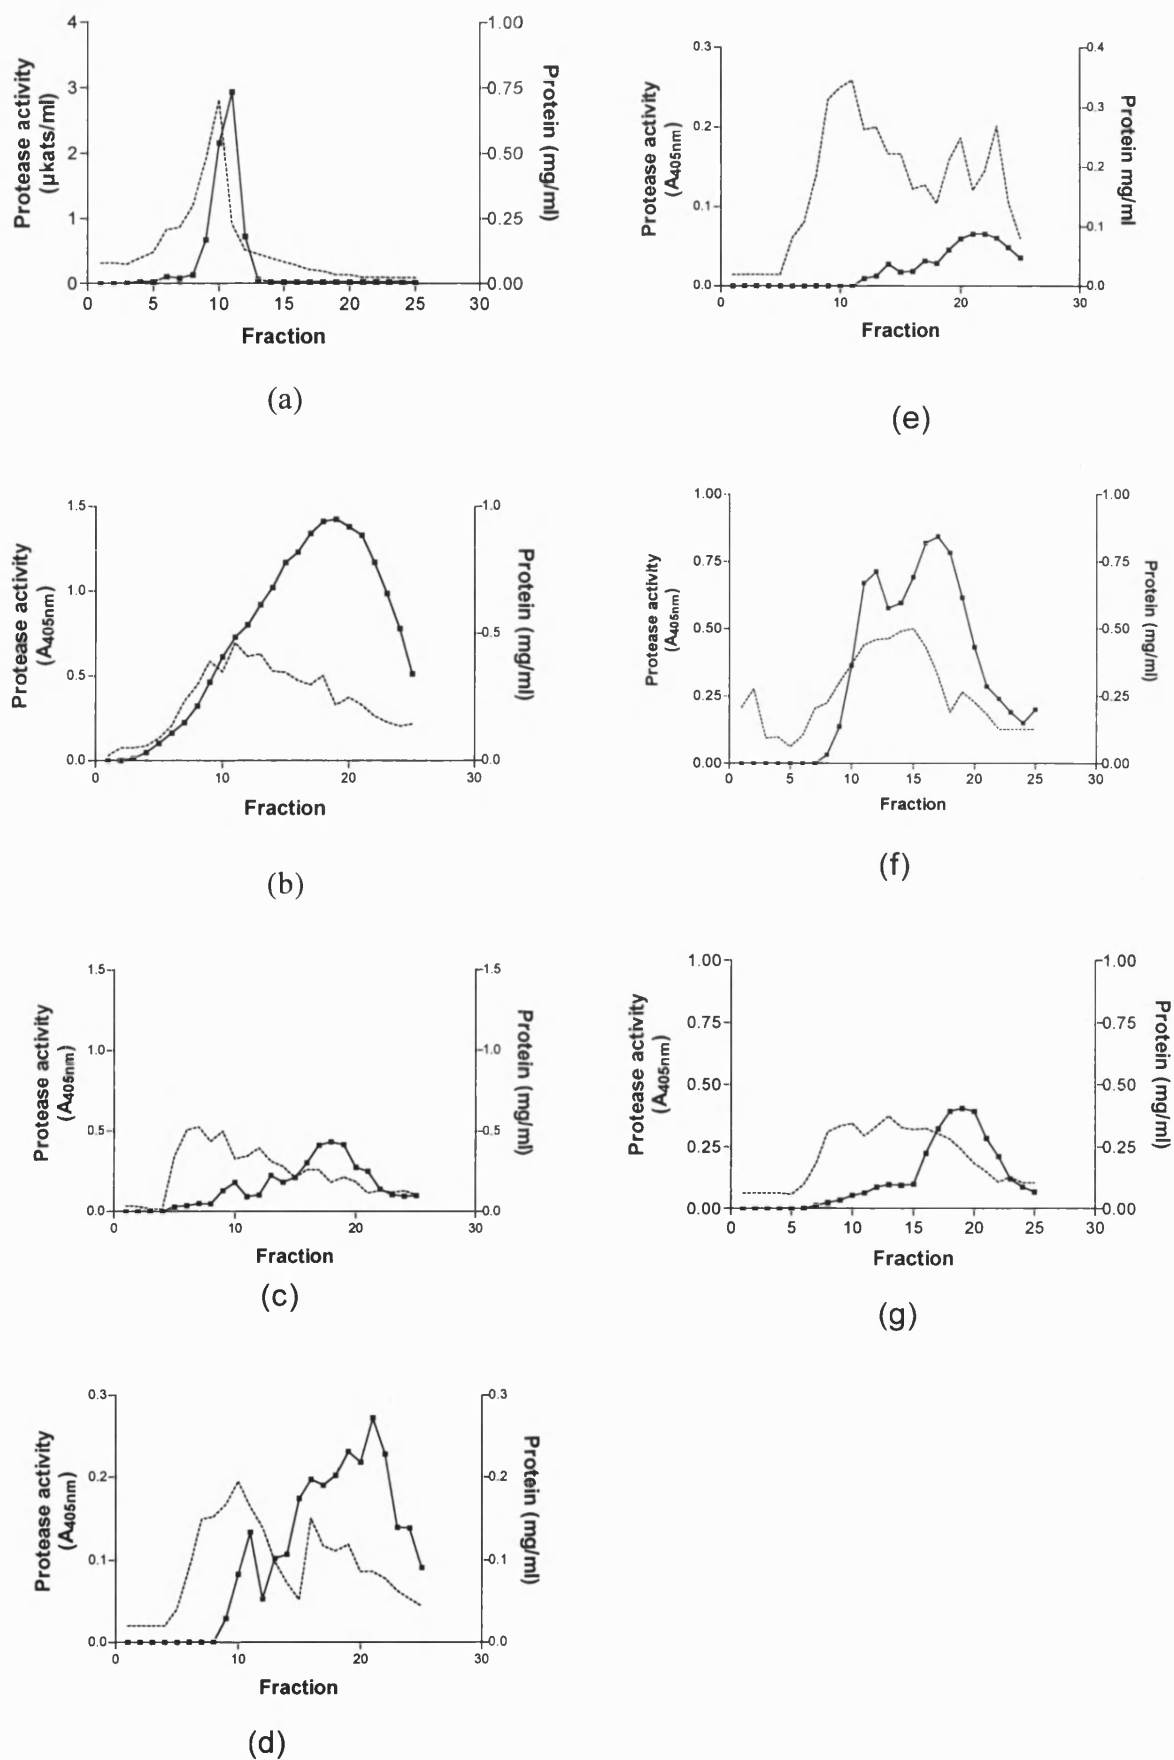 4
3
2
1
0
1.00
0.75
0.50
0.25
0.00
0 5 10 15 20 25 30
Protease activity
(µkats/ml)
Protein (mg/ml)
Fraction
(a)
1.5
1.0
0.5
0.0
1.0
0.5
0.0
0 10 20 30
Protease activity
(A405nm)
Protein (mg/ml)
Fraction
(b)
1.5
1.0
0.5
0.0
1.5
1.0
0.5
0.0
0 10 20 30
Protease activity
(A405nm)
Protein (mg/ml)
Fraction
(c)
0.3
0.2
0.1
0.0
0.3
0.2
0.1
0.0
0 10 20 30
Protease activity
(A405nm)
Protein (mg/ml)
Fraction
(d)
0.3
0.2
0.1
0.0
0.4
0.3
0.2
0.1
0.0
10 20 30
Protease activity
(A405nm)
Protein mg/ml
Fraction
(e)
1.00
0.75
0.50
0.25
0.00
1.00
0.75
0.50
0.25
0.00
0 5 10 15 20 25 30
Protease activity
(A405nm)
Protein (mg/ml)
Fraction
(f)
1.00
0.75
0.50
0.25
0.00
1.00
0.75
0.50
0.25
0.00
0 5 10 15 20 25 30
Protease activity
(A405nm)
Protein (mg/ml)
Fraction
(g)